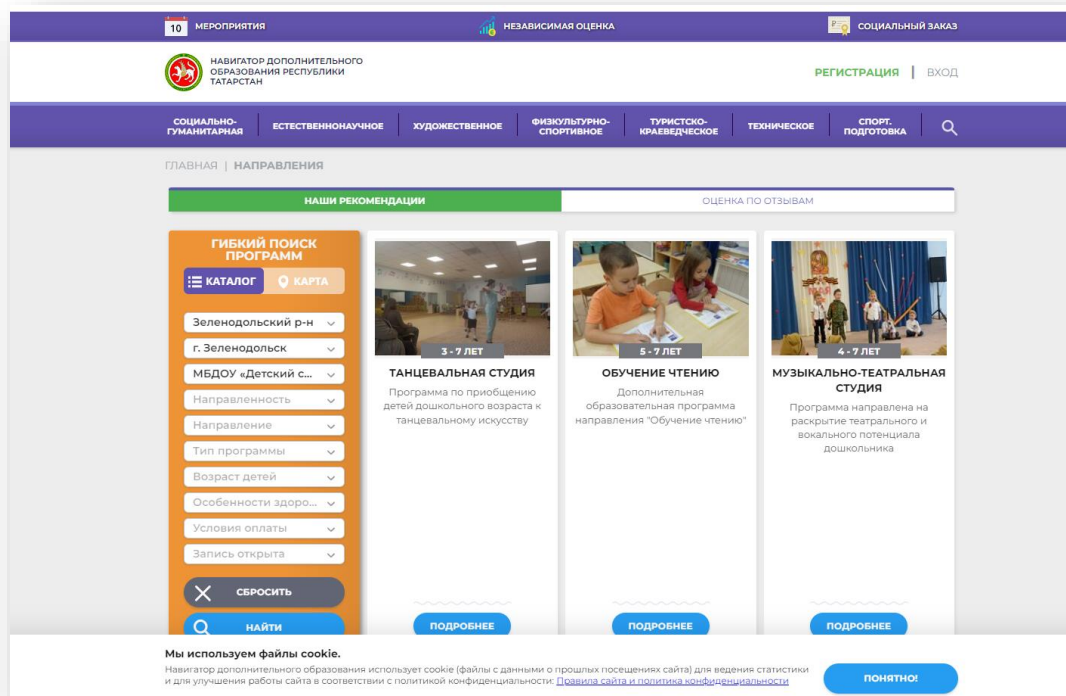 10 МЕРОПРИЯТИЯ
НЕЗАВИСИМАЯ ОЦЕНКА
СОЦИАЛЬНЫЙ ЗАКАЗ
НАВИГАТОР ДОПОЛНИТЕЛЬНОГО
ОБРАЗОВАНИЯ РЕСПУБЛИКИ
ТАТАРСТАН
РЕГИСТРАЦИЯ | ВХОД
СОЦИАЛЬНО-
ГУМАНИТАРНАЯ
ЕСТЕСТВЕННОНАУЧНОЕ
ХУДОЖЕСТВЕННОЕ
ФИЗКУЛЬТУРНО-
СПОРТИВНОЕ
ТУРИСТСКО-
КРАЕВЕДЧЕСКОЕ
ТЕХНИЧЕСКОЕ
СПОРТ.
ПОДГОТОВКА
ГЛАВНАЯ | НАПРАВЛЕНИЯ
НАШИ РЕКОМЕНДАЦИИ
ОЦЕНКА ПО ОТЗЫВАМ
ГИБКИЙ ПОИСК
ПРОГРАММ
КАТАЛОГ
КАРТА
Зеленодольский р-н
г. Зеленодольск
МБДОУ «Детский с...
Направленность
Направление
Тип программы
Возраст детей
Особенности здоро...
Условия оплаты
Запись открыта
СБРОСИТЬ
НАЙТИ
3 - 7 ЛЕТ
ТАНЦЕВАЛЬНАЯ СТУДИЯ
Программа по приобщению
детей дошкольного возраста к
танцевальному искусству
ПОДРОБНЕЕ
5 - 7 ЛЕТ
ОБУЧЕНИЕ ЧТЕНИЮ
Дополнительная
образовательная программа
направления "Обучение чтению"
ПОДРОБНЕЕ
4 - 7 ЛЕТ
МУЗЫКАЛЬНО-ТЕАТРАЛЬНАЯ
СТУДИЯ
Программа направлена на
раскрытие театрального и
вокального потенциала
дошкольника
ПОДРОБНЕЕ
Мы используем файлы cookie.
Навигатор дополнительного образования использует cookie (файлы с данными о прошлых посещениях сайта) для ведения статистики
и для улучшения работы сайта в соответствии с политикой конфиденциальности: Правила сайта и политика конфиденциальности
ПОНЯТНО!